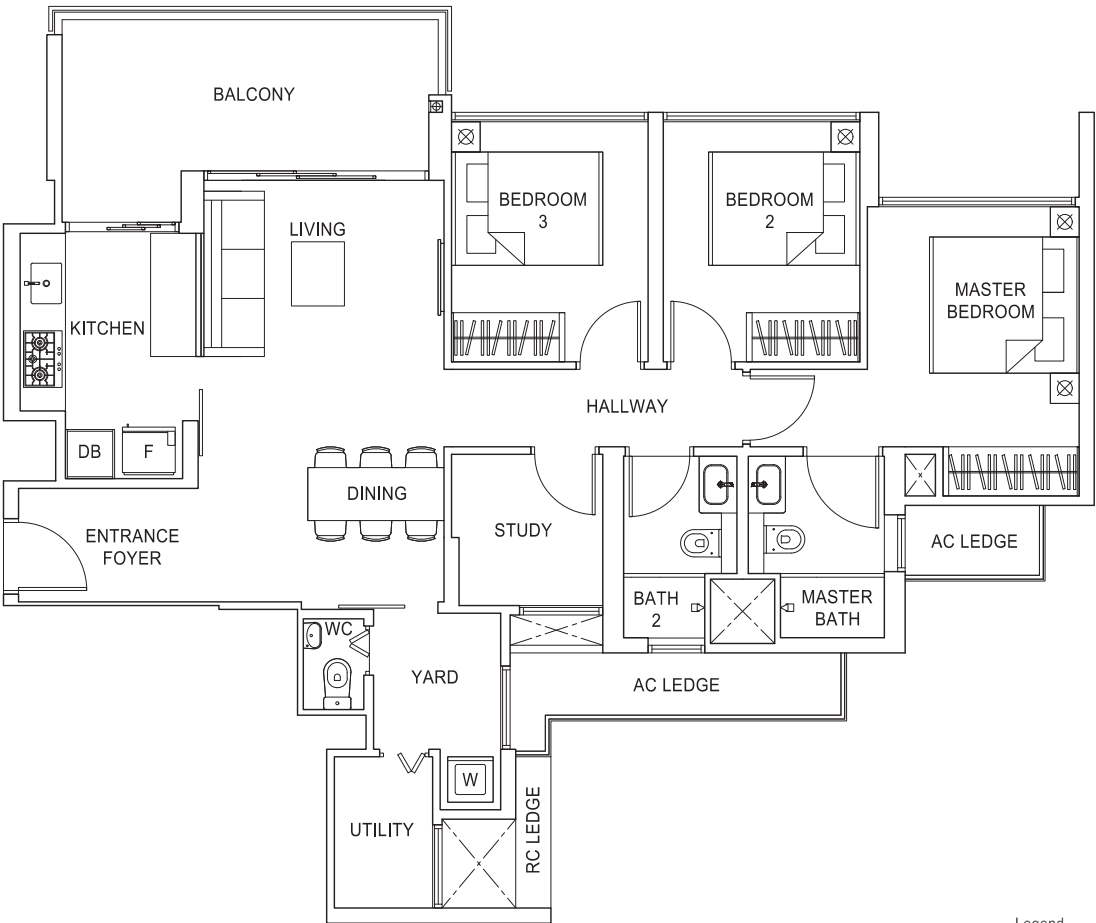 BALCONY
BEDROOM
3
BEDROOM
2
LIVING
MASTER
BEDROOM
KITCHEN
HALLWAY
DB
F
DINING
ENTRANCE
FOYER
STUDY
AC LEDGE
BATH
2
MASTER
BATH
WC
YARD
AC LEDGE
W
UTILITY
RC LEDGE
Legend